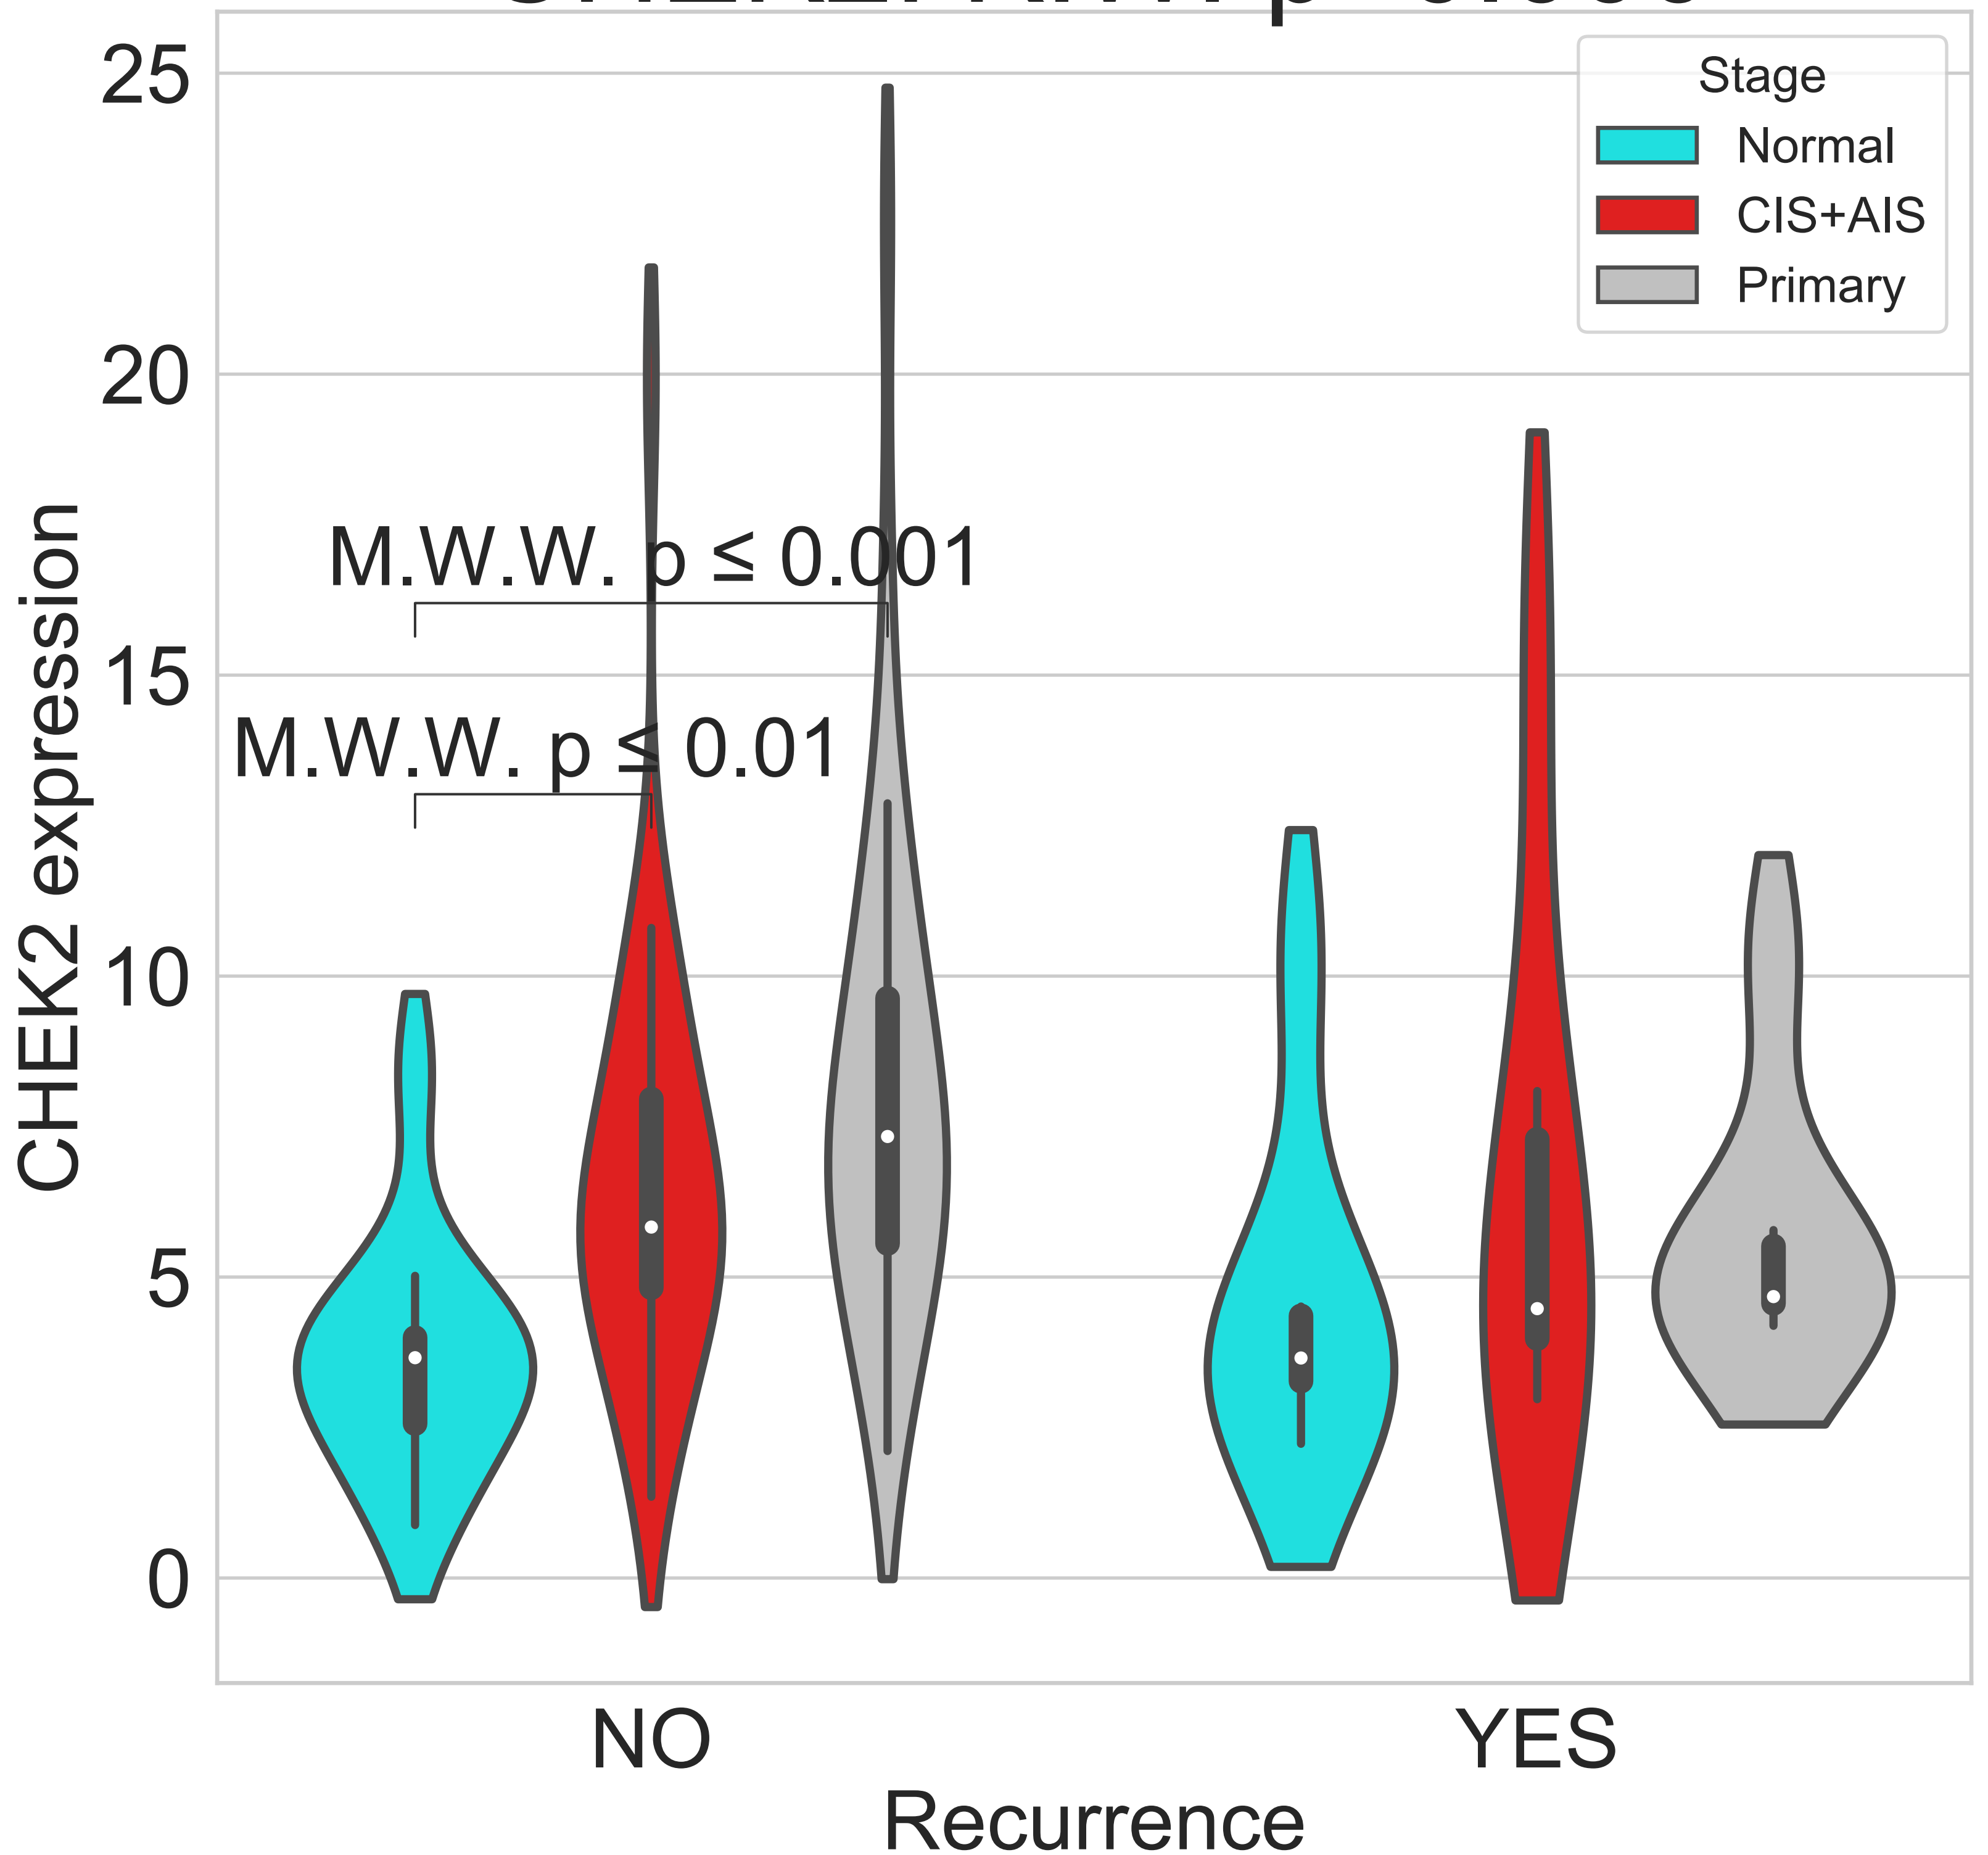 25
20
15
10
5
0
CHEK2 expression
Stage
Normal
CIS+AIS
Primary
M.W.W. p ≤ 0.001
M.W.W. p ≤ 0.01
NO
YES
Recurrence